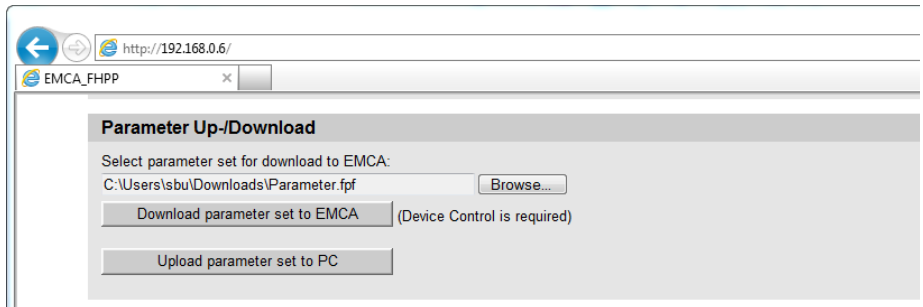 http://192.168.0.6/
EMCA_FHPP
Parameter Up-/Download
Select parameter set for download to EMCA:
C:\Users\sbu\Downloads\Parameter.fpf Browse...
Download parameter set to EMCA (Device Control is required)
Upload parameter set to PC